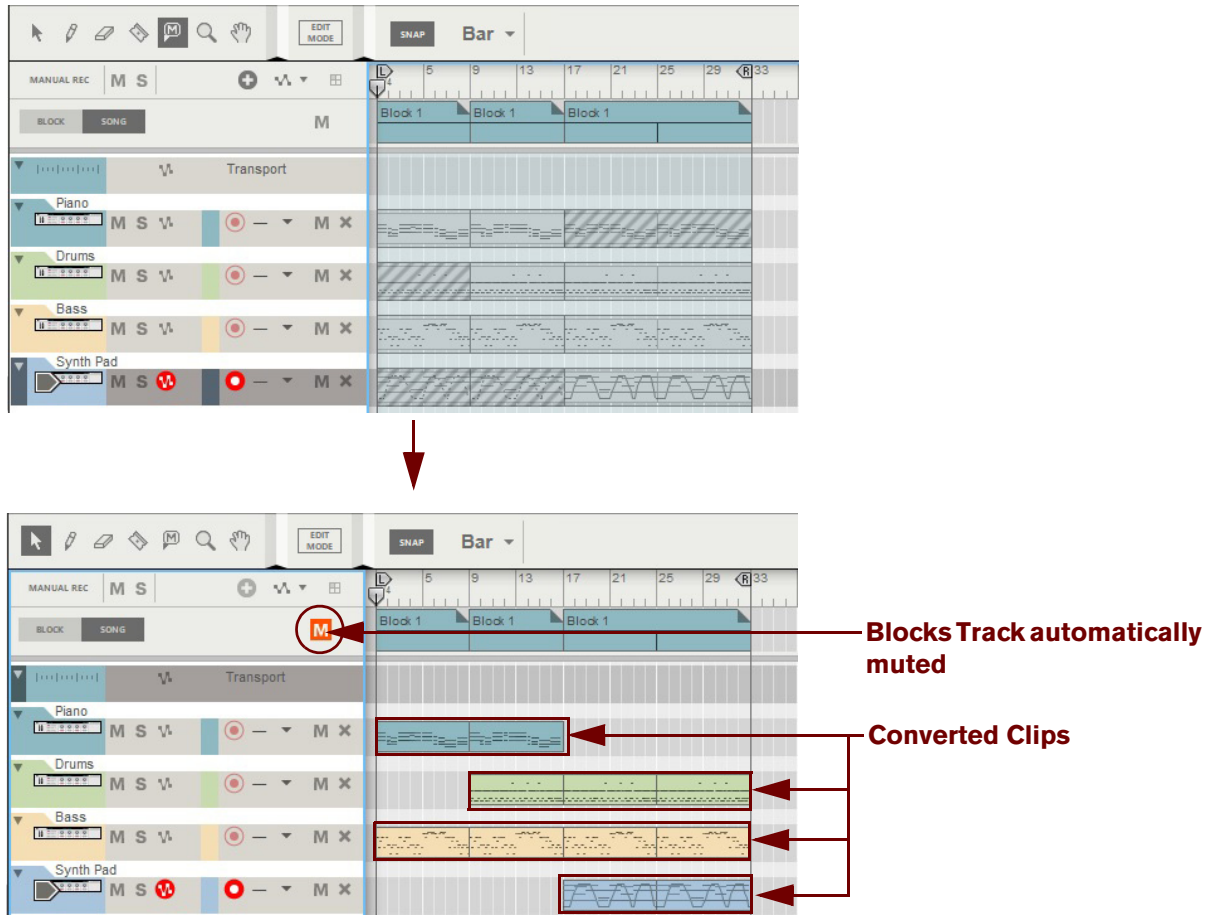 M EDIT MODE SNAP Bar
MANUAL REC M S L 5 9 13 17 21 25 29 R 33
4
BLOCK SONG M Block 1 Block 1 Block 1
Transport
Piano
M S M
Drums
M S M
Bass
M S M
Synth Pad
M S M
M EDIT MODE SNAP Bar
MANUAL REC M S L 5 9 13 17 21 25 29 R 33
4
BLOCK SONG M Block 1 Block 1 Block 1
Blocks Track automatically
muted
Transport
Piano
M S M
Converted Clips
Drums
M S M
Bass
M S M
Synth Pad
M S M